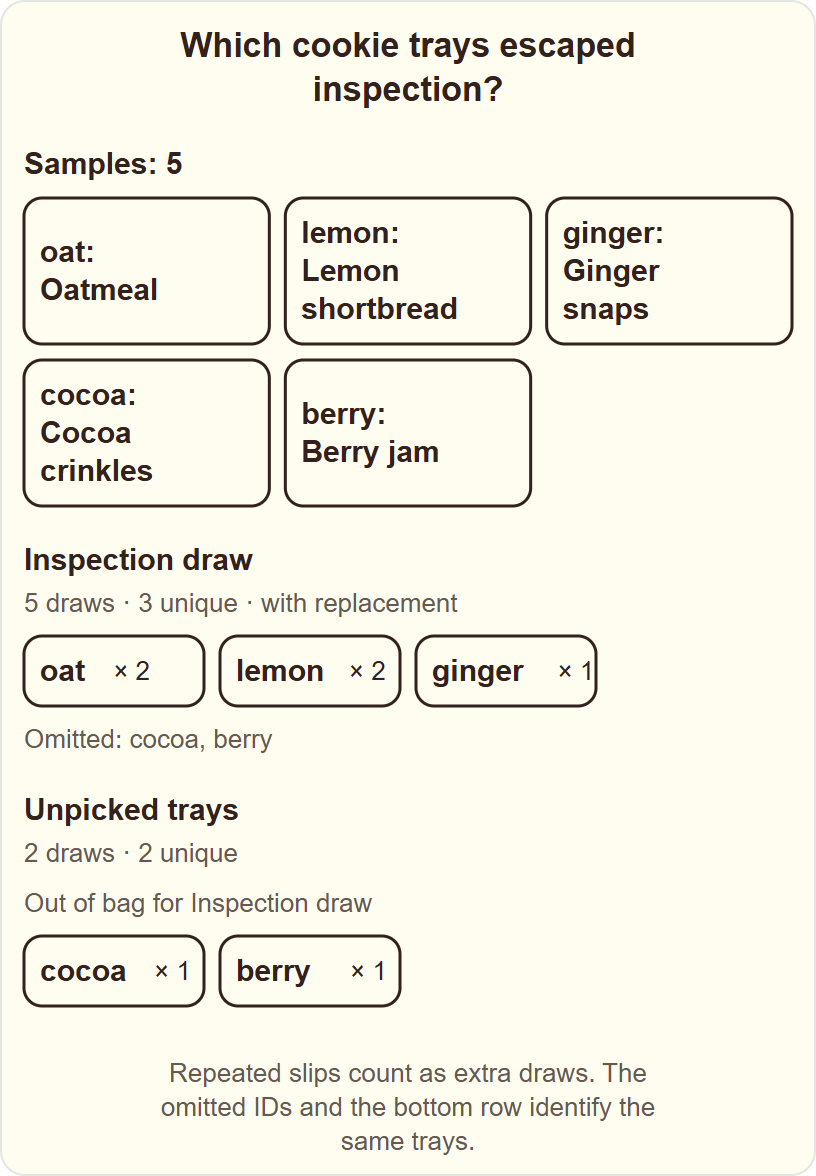 Which cookie trays escaped
inspection?
Samples: 5
oat:
Oatmeal
lemon:
Lemon
shortbread
ginger:
Ginger
snaps
cocoa:
Cocoa
crinkles
berry:
Berry jam
Inspection draw
5 draws · 3 unique · with replacement
oat × 2
lemon × 2
ginger × 1
Omitted: cocoa, berry
Unpicked trays
2 draws · 2 unique
Out of bag for Inspection draw
cocoa × 1
berry × 1
Repeated slips count as extra draws. The
omitted IDs and the bottom row identify the
same trays.